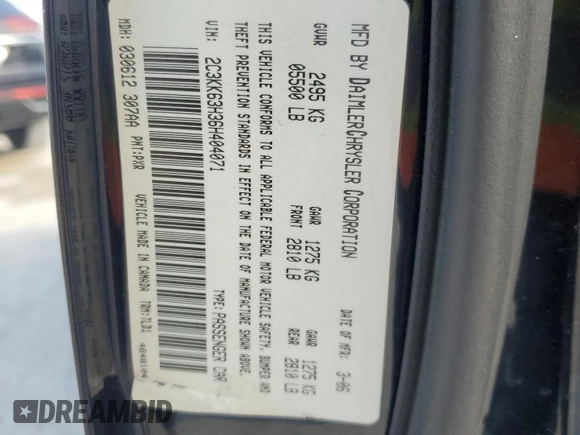 MFD BY DAIMLERCHRYSLER CORPORATION
DATE OF MFR: 3-06
GVWR
2495 KG
05500 LB
GAWR FRONT
1275 KG
2810 LB
GAWR REAR
1275 KG
2810 LB
THIS VEHICLE CONFORMS TO ALL APPLICABLE FEDERAL MOTOR VEHICLE SAFETY, BUMPER AND
THEFT PREVENTION STANDARDS IN EFFECT ON THE DATE OF MANUFACTURE SHOWN ABOVE.
VIN: 2C3KK63H36H404071
TYPE: PASSENGER CAR
MDH: 030612 307AA PNT: PXR
VEHICLE MADE IN CANADA TRM: TLD1
DREAMBID